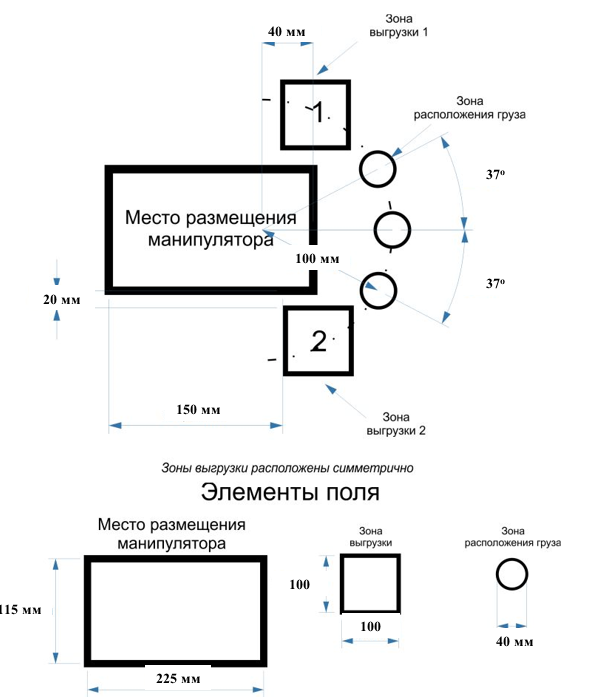 Зона
выгрузки 1
40 мм
1
Зона
расположения груза
37º
Место размещения
манипулятора
100 мм
37º
20 мм
2
150 мм
Зона
выгрузки 2
Зоны выгрузки расположены симметрично
Элементы поля
Место размещения
манипулятора
Зона
выгрузки
Зона
расположения груза
115 мм
100
100
40 мм
225 мм